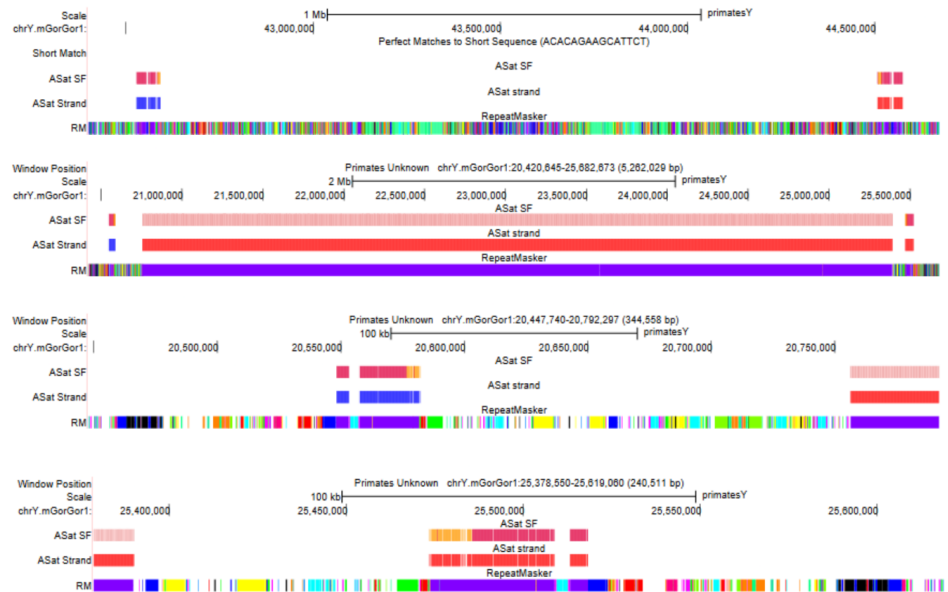 Scale 1 Mb primatesY
chrY.mGorGor1: 43,000,000 43,500,000 44,000,000 44,500,000
Perfect Matches to Short Sequence (ACACAGAAGCATTCT)
Short Match
ASat SF
ASat SF
ASat strand
ASat Strand
RepeatMasker
RM
Window Position Primates Unknown chrY.mGorGor1:20,420,645-25,682,673 (5,262,029 bp)
Scale 2 Mb primatesY
chrY.mGorGor1: 21,000,000 21,500,000 22,000,000 22,500,000 23,000,000 23,500,000 24,000,000 24,500,000 25,000,000 25,500,000
ASat SF
ASat SF
ASat strand
ASat Strand
RepeatMasker
RM
Window Position Primates Unknown chrY.mGorGor1:20,447,740-20,792,297 (344,558 bp)
Scale 100 kb primatesY
chrY.mGorGor1: 20,500,000 20,550,000 20,600,000 20,650,000 20,700,000 20,750,000
ASat SF
ASat SF
ASat strand
ASat Strand
RepeatMasker
RM
Window Position Primates Unknown chrY.mGorGor1:25,378,550-25,619,060 (240,511 bp)
Scale 100 kb primatesY
chrY.mGorGor1: 25,400,000 25,450,000 25,500,000 25,550,000 25,600,000
ASat SF
ASat SF
ASat strand
ASat Strand
RepeatMasker
RM